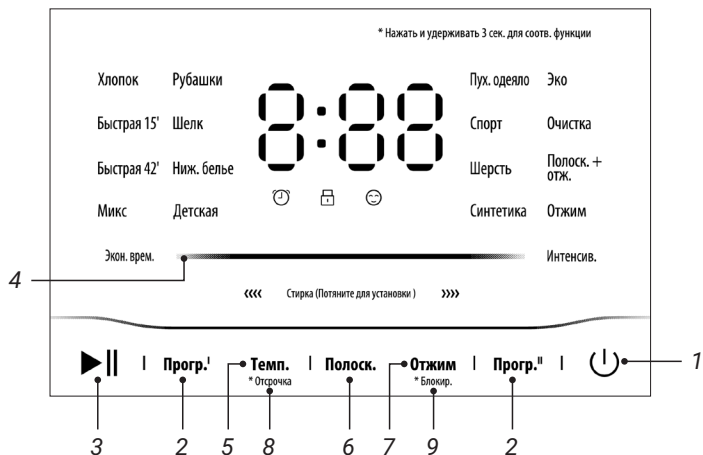 * Нажать и удерживать 3 сек. для соотв. функции
Хлопок Рубашки 8:88 Пух. одеяло Эко
Быстрая 15' Шелк Спорт Очистка
Быстрая 42' Ниж. белье Шерсть Полоск. +
отж.
Микс Детская Синтетика Отжим
Экон. врем. Интенсив.
4
‹‹‹‹ Стирка (Потяните для установки ) ››››
Прогр.ᴵ Темп. Полоск. Отжим Прогр.ᴵᴵ 1
* Отсрочка * Блокир.
3 2 5 8 6 7 9 2